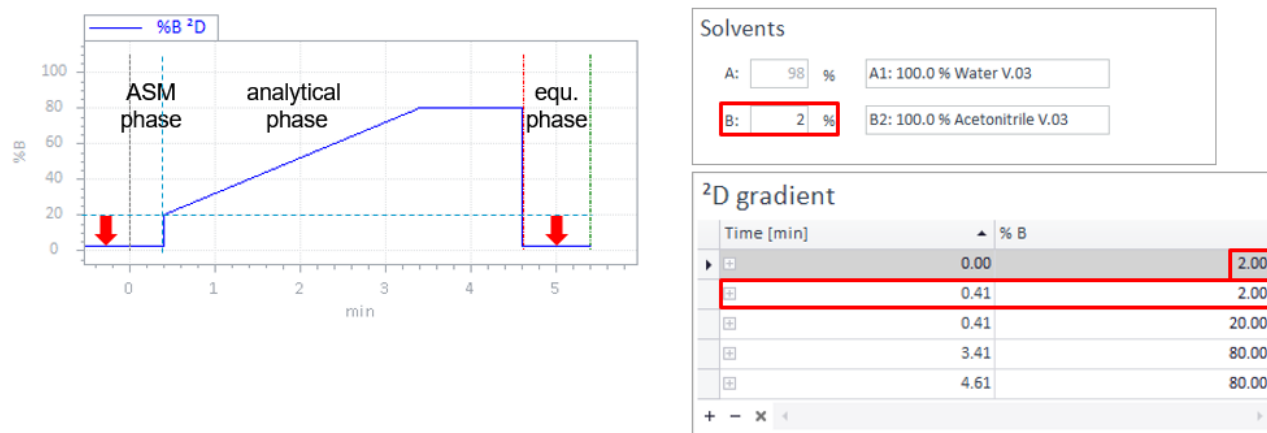 %B ²D
ASM phase
analytical phase
equ. phase
100
80
60
40
20
0
%B
0 1 2 3 4 5
min
Solvents
A: 98 % A1: 100.0 % Water V.03
B: 2 % B2: 100.0 % Acetonitrile V.03
²D gradient
Time [min] % B
0.00 2.00
0.41 2.00
0.41 20.00
3.41 80.00
4.61 80.00